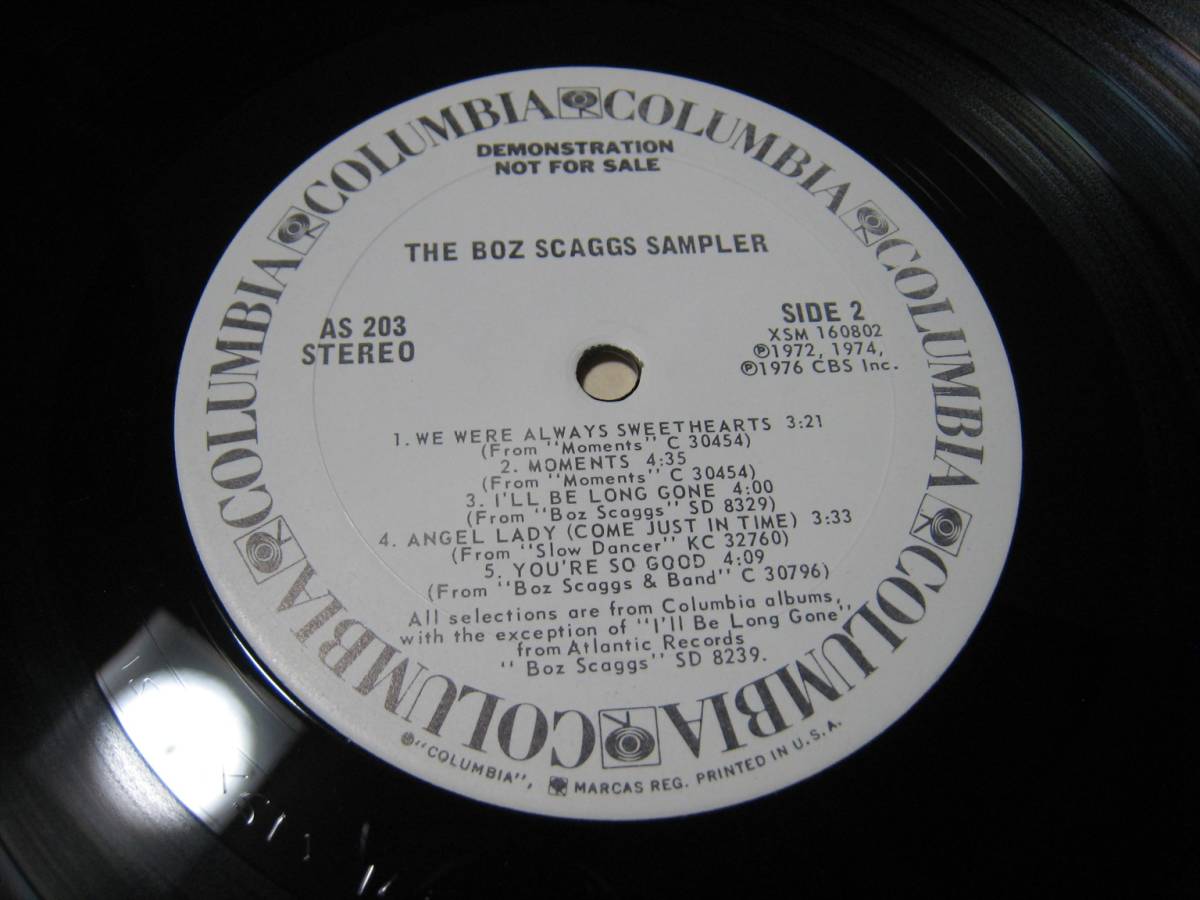 COLUMBIA COLUMBIA COLUMBIA COLUMBIA COLUMBIA COLUMBIA COLUMBIA COLUMBIA
DEMONSTRATION
NOT FOR SALE
THE BOZ SCAGGS SAMPLER
AS 203
STEREO
SIDE 2
XSM 160802
Ⓟ1972, 1974,
Ⓟ1976 CBS Inc.
1. WE WERE ALWAYS SWEETHEARTS 3:21
(From "Moments" C 30454)
2. MOMENTS 4:35
(From "Moments" C 30454)
3. I'LL BE LONG GONE 4:00
(From "Boz Scaggs" SD 8329)
4. ANGEL LADY (COME JUST IN TIME) 3:33
(From "Slow Dancer" KC 32760)
5. YOU'RE SO GOOD 4:09
(From "Boz Scaggs & Band" C 30796)
All selections are from Columbia albums,
with the exception of "I'll Be Long Gone",
from Atlantic Records
"Boz Scaggs" SD 8239.
"COLUMBIA", MARCAS REG. PRINTED IN U.S.A.